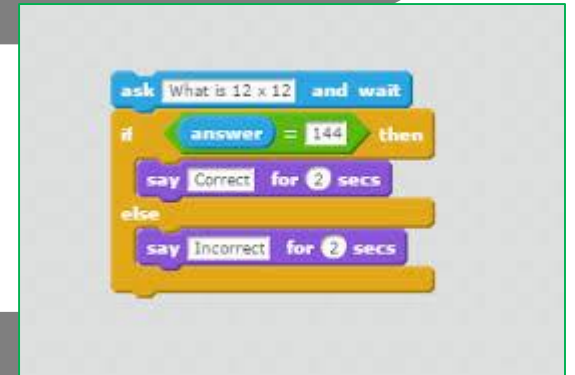 ask What is 12 x 12 and wait
if answer = 144 then
say Correct for 2 secs
else
say Incorrect for 2 secs